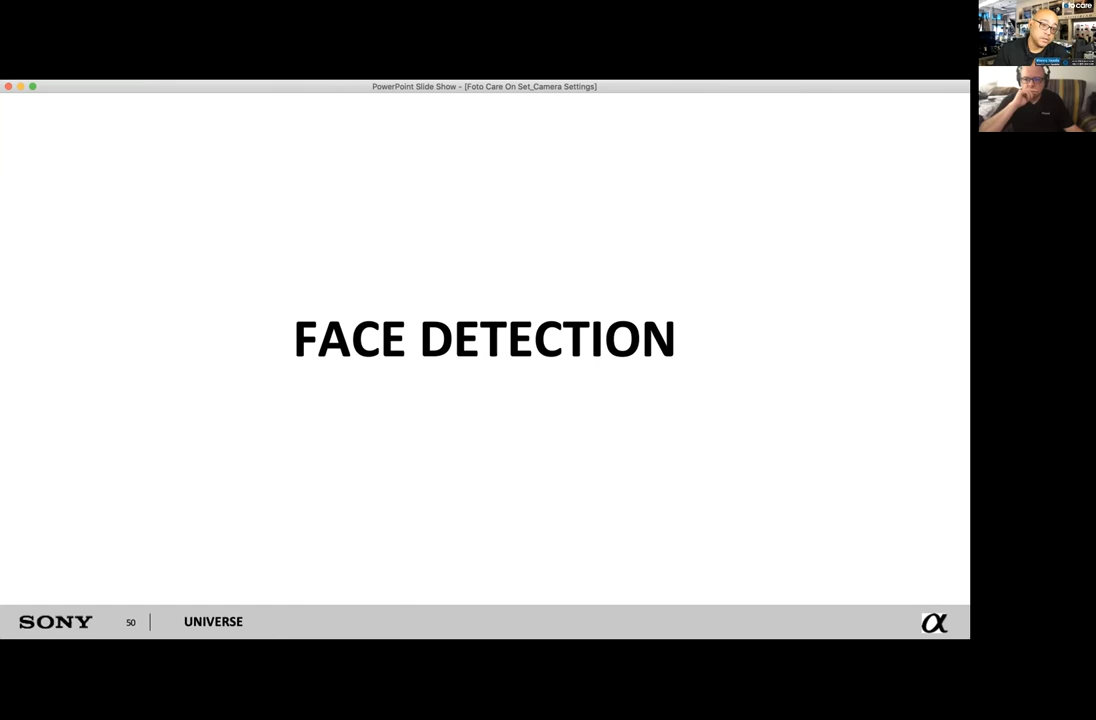 PowerPoint Slide Show - [Foto Care On Set_Camera Settings]
FACE DETECTION
SONY
50
UNIVERSE
α